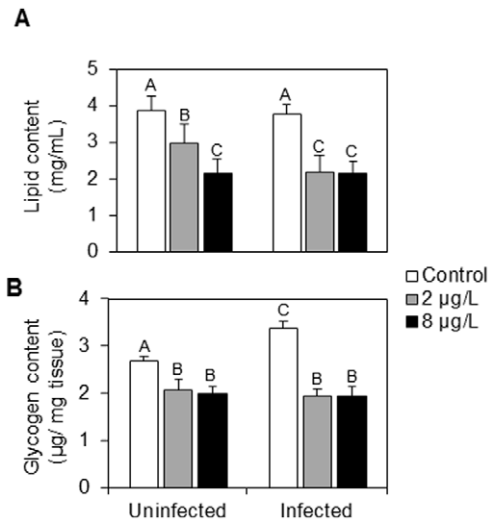 A
Lipid content
(mg/mL)
5
4
3
2
1
0
A
B
C
A
C
C
B
Glycogen content
(µg/ mg tissue)
4
3
2
1
0
A
B
B
C
B
B
Uninfected
Infected
Control
2 µg/L
8 µg/L